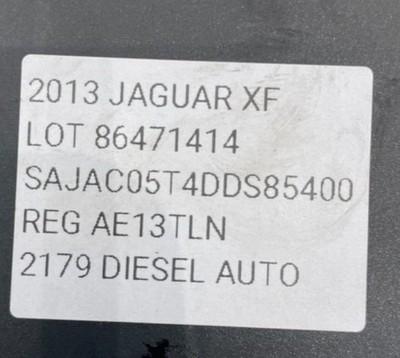 2013 JAGUAR XF
LOT 86471414
SAJAC05T4DDS85400
REG AE13TLN
2179 DIESEL AUTO